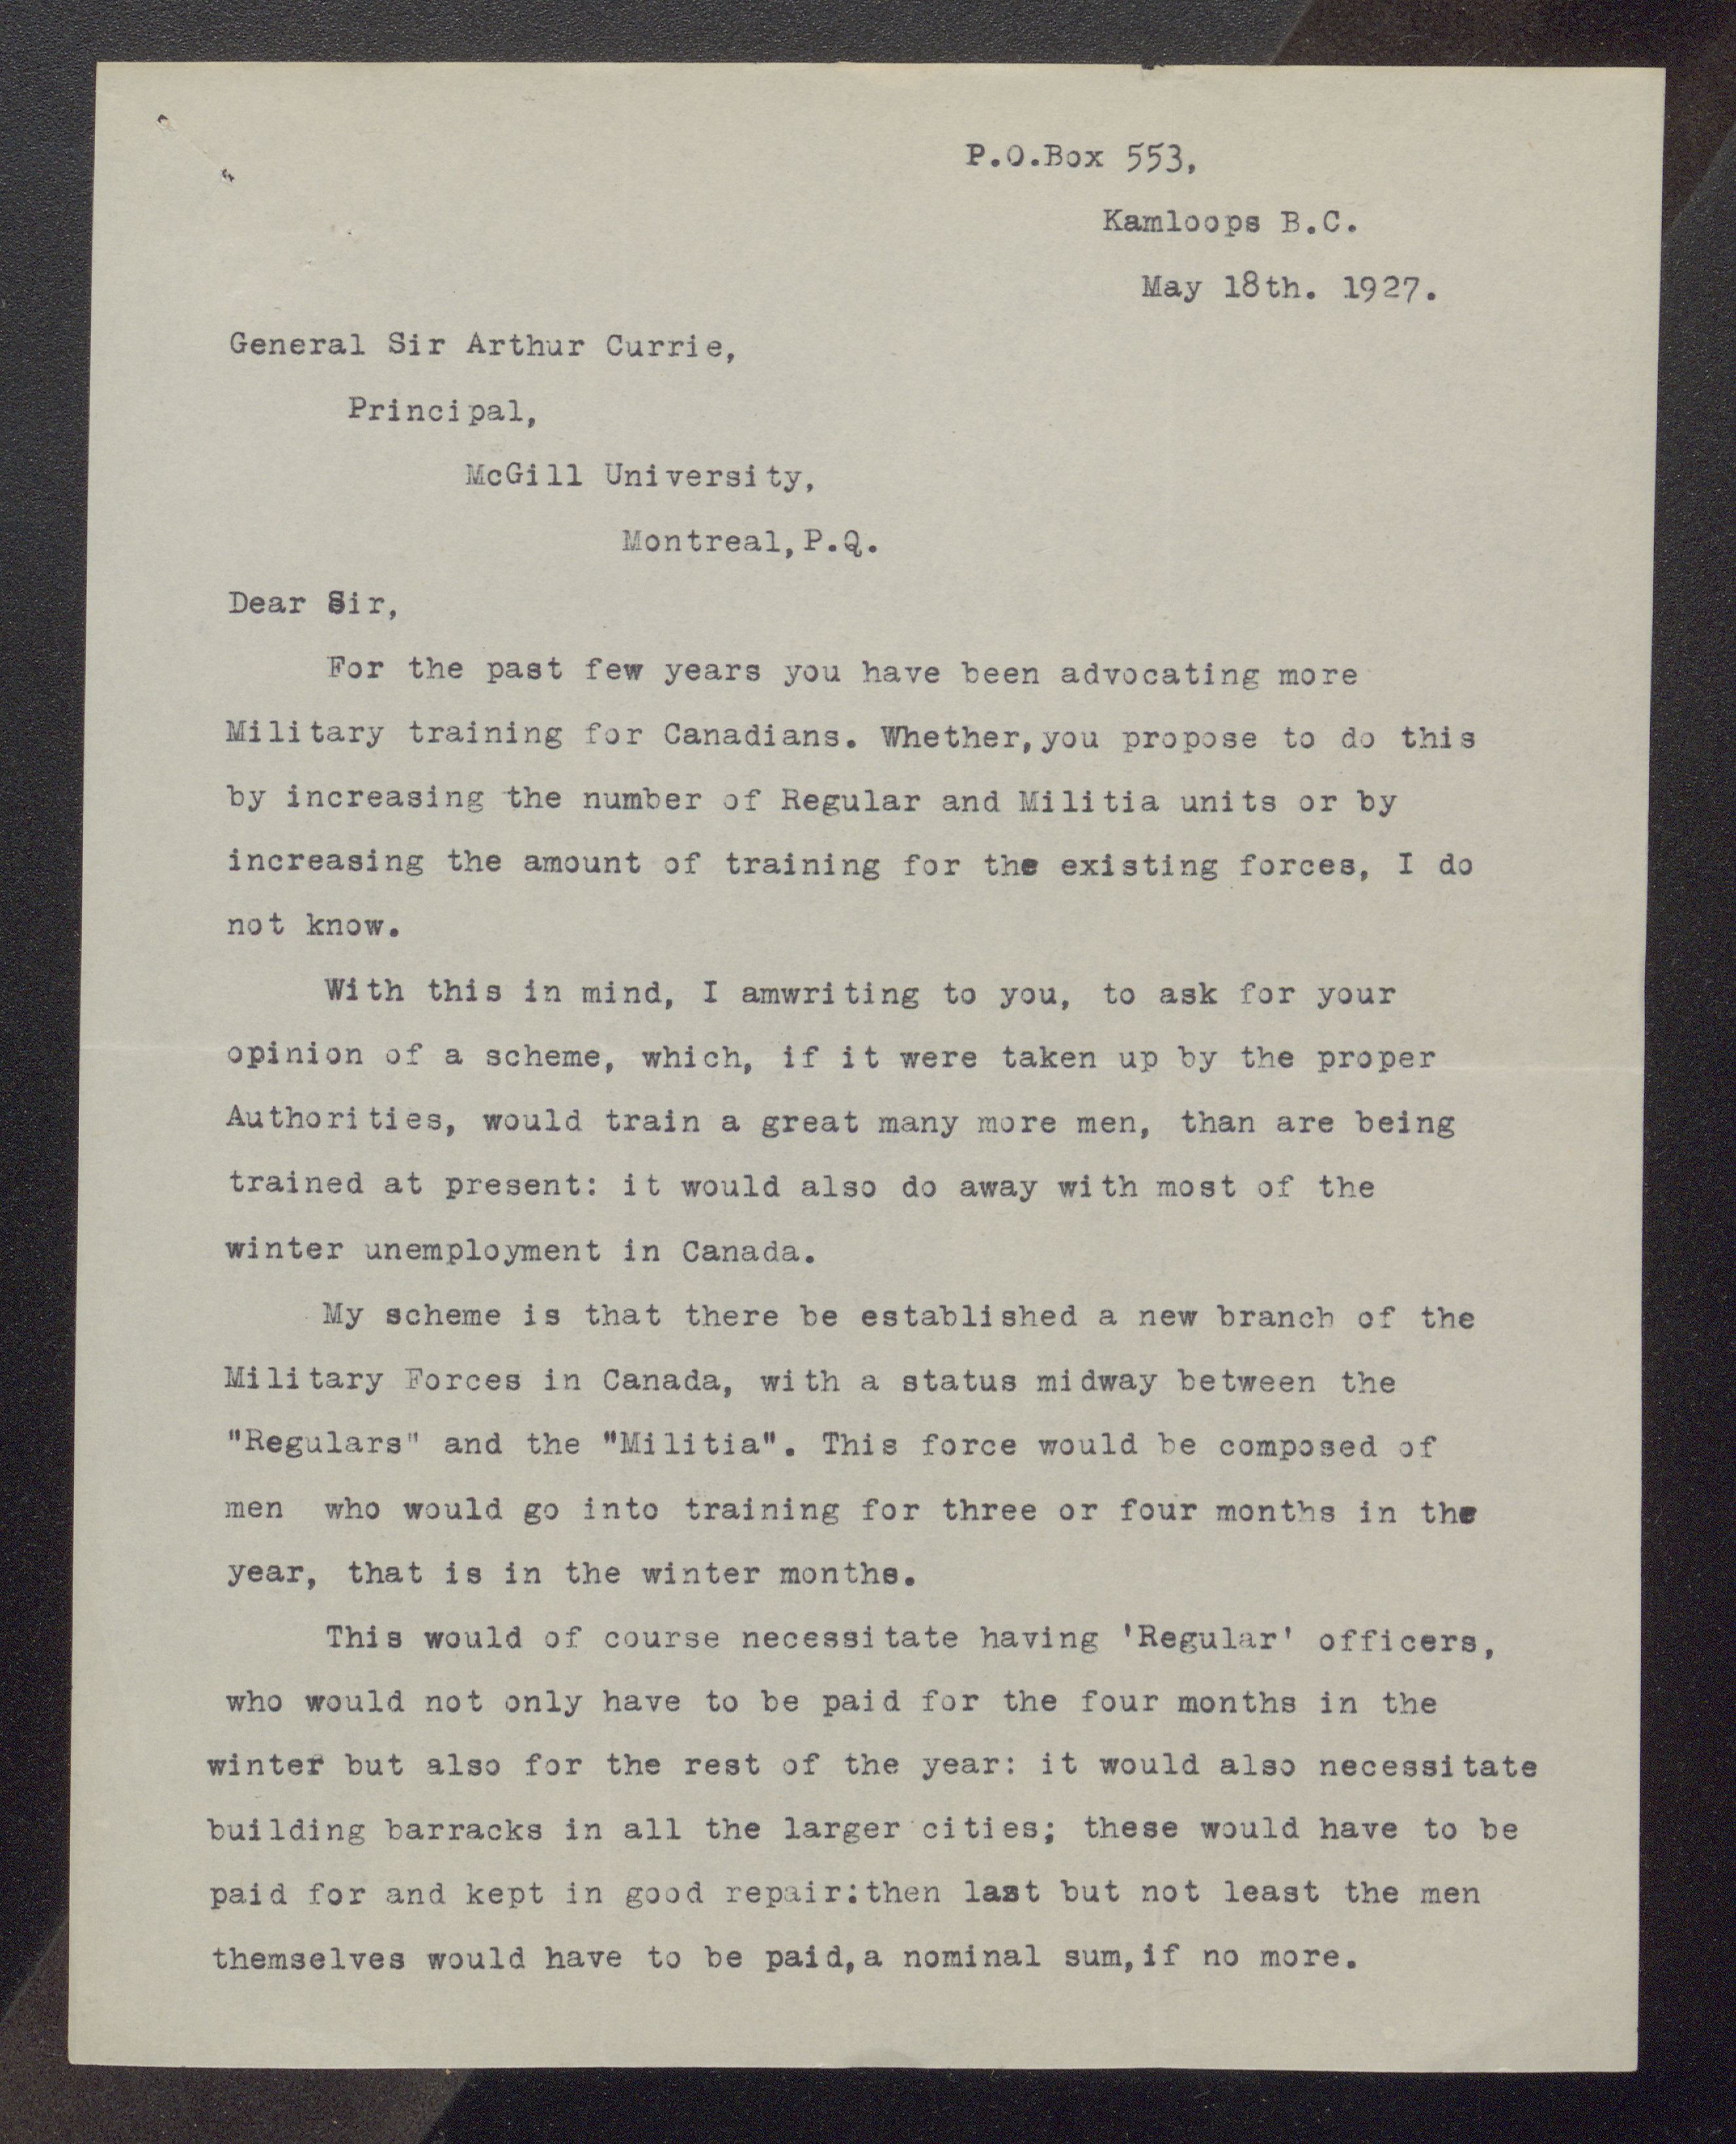 P.O.Box 553,
Kamloops B.C.
May 18th. 1927.
General Sir Arthur Currie,
Principal,
McGill University,
Montreal,P.Q.
Dear Sir,
For the past few years you have been advocating more
Military training for Canadians. Whether,you propose to do this
by increasing the number of Regular and Militia units or by
increasing the amount of training for the existing forces, I do
not know.
With this in mind, I amwriting to you, to ask for your
opinion of a scheme, which, if it were taken up by the proper
Authorities, would train a great many more men, than are being
trained at present: it would also do away with most of the
winter unemployment in Canada.
My scheme is that there be established a new branch of the
Military Forces in Canada, with a status midway between the
"Regulars" and the "Militia". This force would be composed of
men  who would go into training for three or four months in the
year, that is in the winter months.
This would of course necessitate having 'Regular' officers,
who would not only have to be paid for the four months in the
winter but also for the rest of the year: it would also necessitate
building barracks in all the larger cities; these would have to be
paid for and kept in good repair:then last but not least the men
themselves would have to be paid,a nominal sum,if no more.